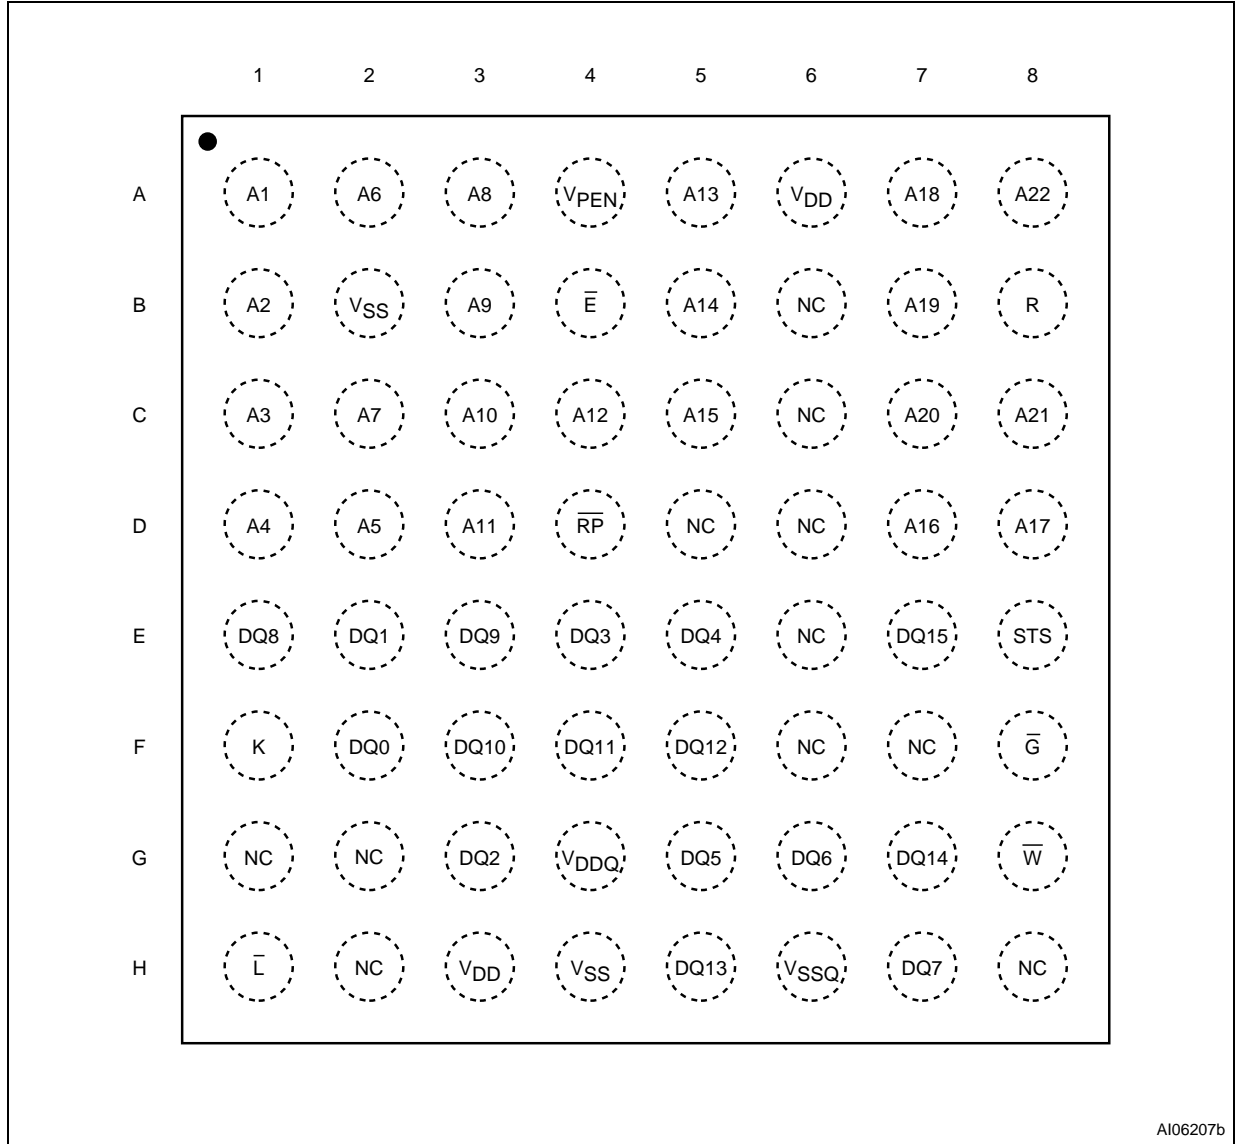 1 2 3 4 5 6 7 8
A A1 A6 A8 VPEN A13 VDD A18 A22
B A2 VSS A9 E̅ A14 NC A19 R
C A3 A7 A10 A12 A15 NC A20 A21
D A4 A5 A11 R̅P̅ NC NC A16 A17
E DQ8 DQ1 DQ9 DQ3 DQ4 NC DQ15 STS
F K DQ0 DQ10 DQ11 DQ12 NC NC G̅
G NC NC DQ2 VDDQ DQ5 DQ6 DQ14 W̅
H L̅ NC VDD VSS DQ13 VSSQ DQ7 NC
AI06207b